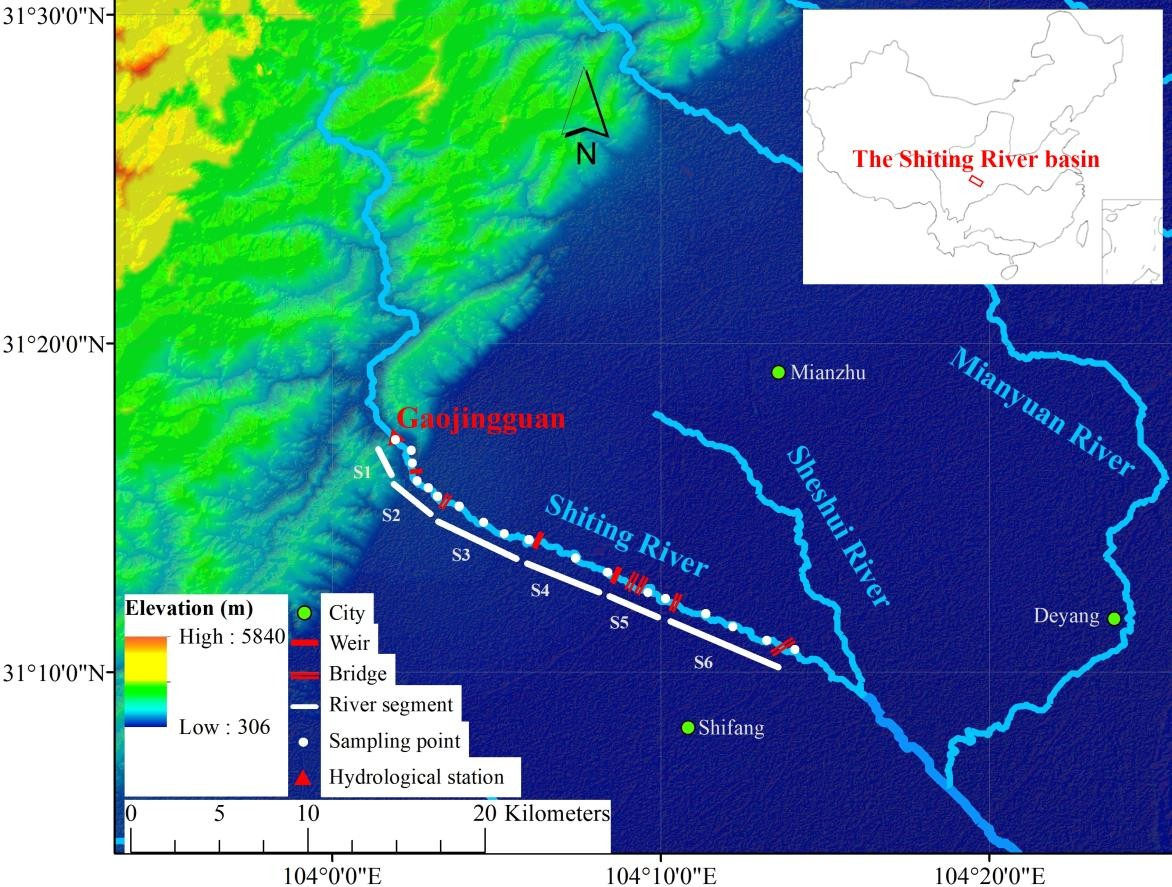 31°30'0"N
31°20'0"N
31°10'0"N
N
The Shiting River basin
Mianzhu
Mianyuan River
Gaojingguan
Sheshui River
Shiting River
S1
S2
S3
S4
S5
S6
Deyang
Shifang
Elevation (m)
High : 5840
Low : 306
City
Weir
Bridge
River segment
Sampling point
Hydrological station
0 5 10 20 Kilometers
104°0'0"E 104°10'0"E 104°20'0"E